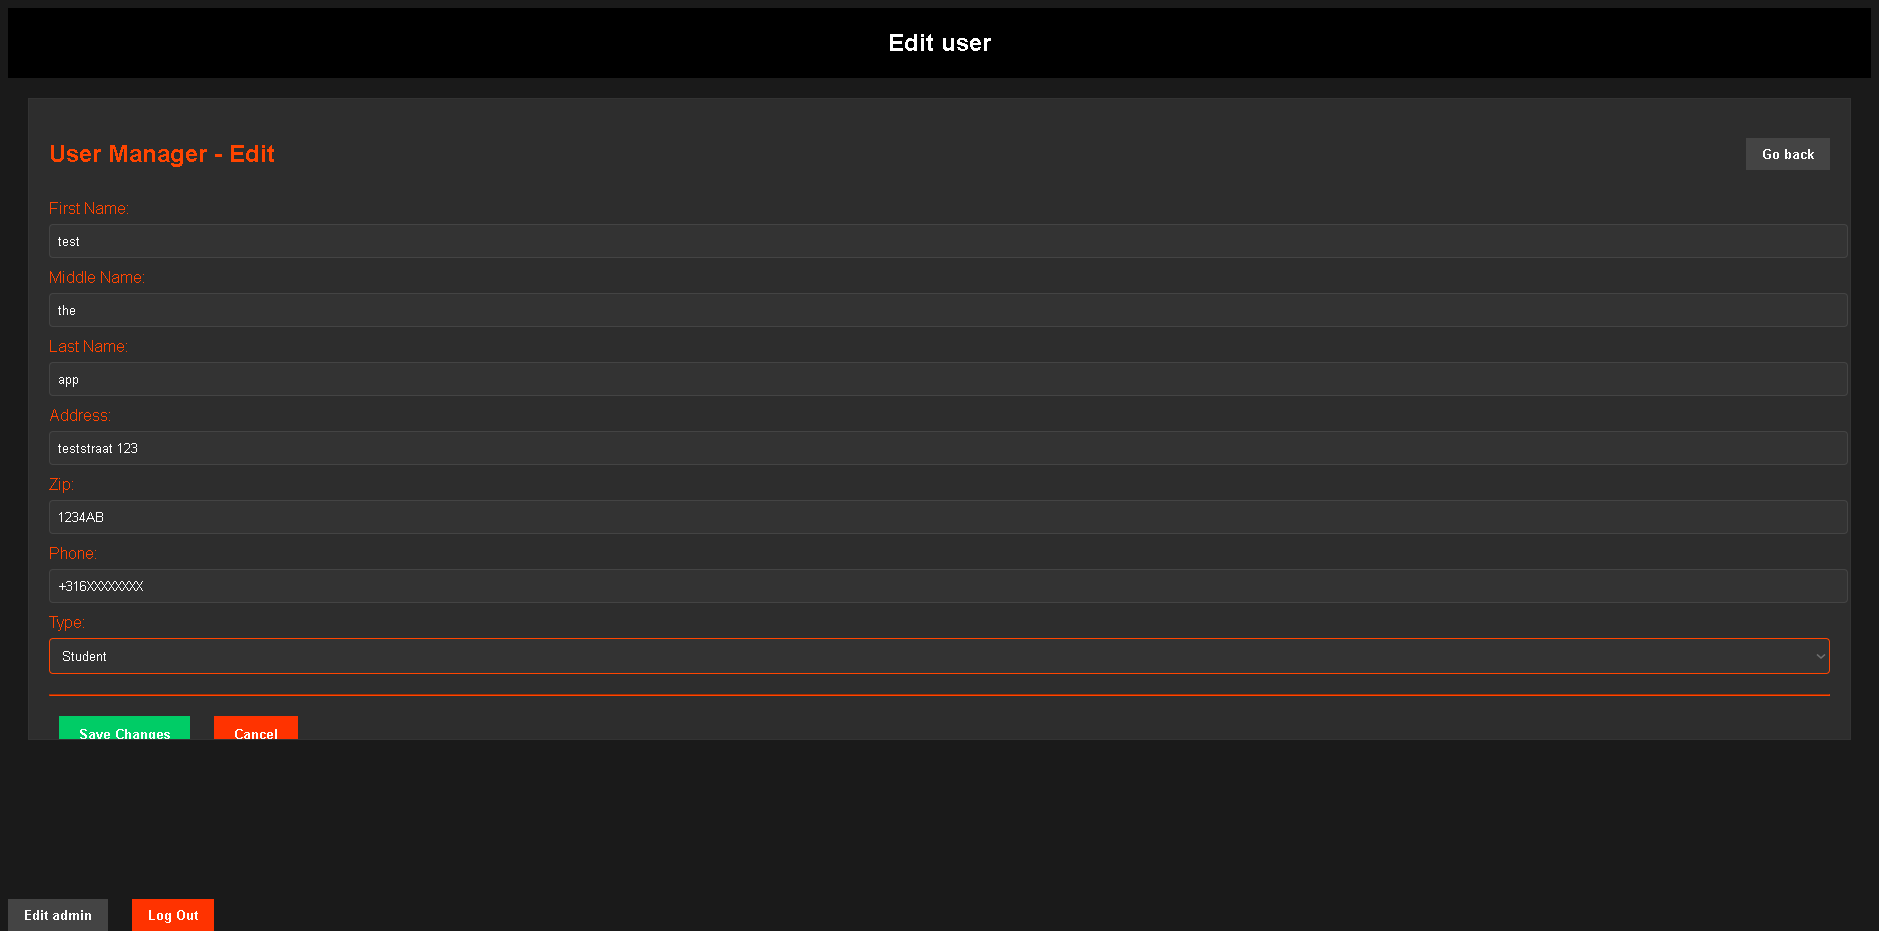 Edit user
User Manager - Edit
Go back
First Name:
test
Middle Name:
the
Last Name:
app
Address:
teststraat 123
Zip:
1234AB
Phone:
+316XXXXXXXX
Type:
Student
Save Changes
Cancel
Edit admin
Log Out